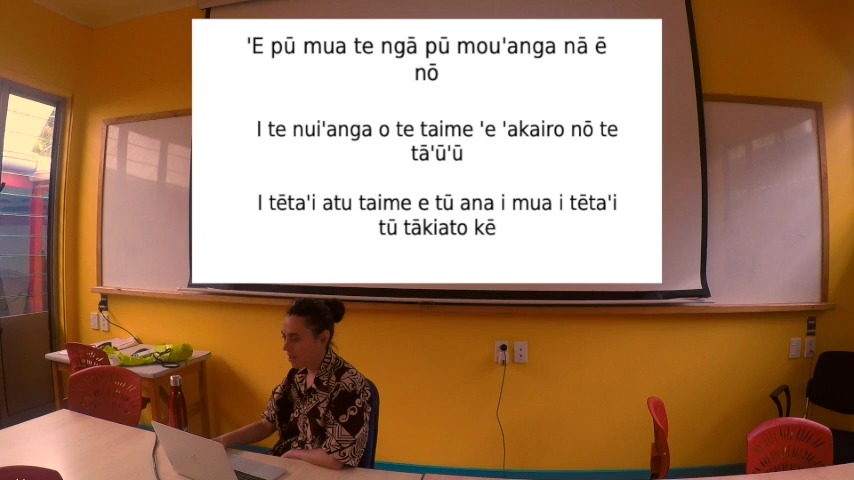 'E pū mua te ngā pū mou'anga nā ē
nō
I te nui'anga o te taime 'e 'akairo nō te
tā'ū'ū
I tēta'i atu taime e tū ana i mua i tēta'i
tū tākiato kē